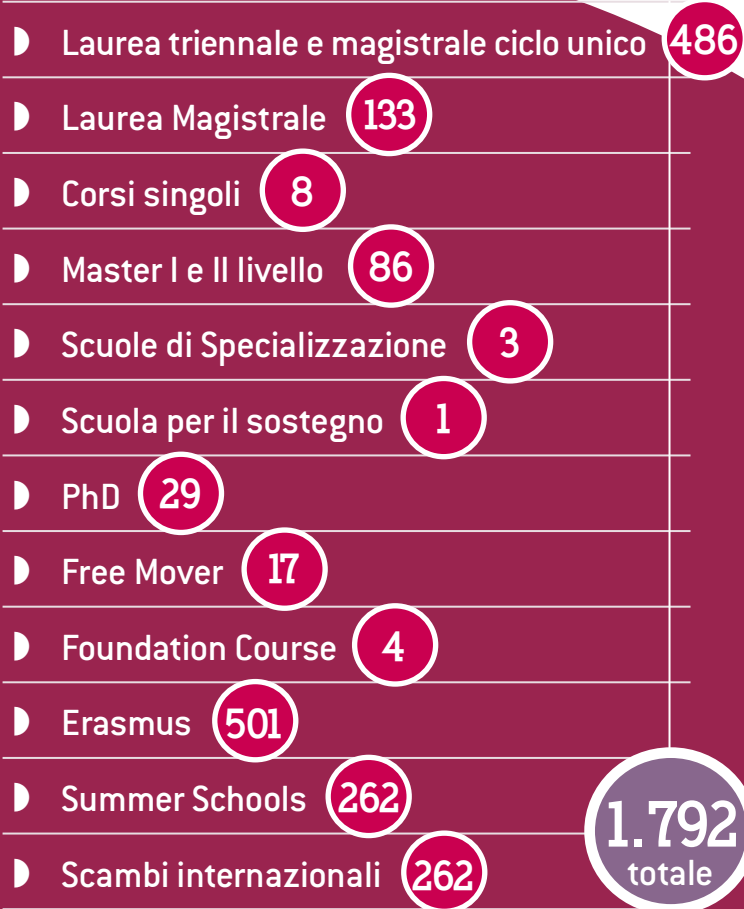 Laurea triennale e magistrale ciclo unico 486
Laurea Magistrale 133
Corsi singoli 8
Master I e II livello 86
Scuole di Specializzazione 3
Scuola per il sostegno 1
PhD 29
Free Mover 17
Foundation Course 4
Erasmus 501
Summer Schools 262
Scambi internazionali 262
1.792
totale